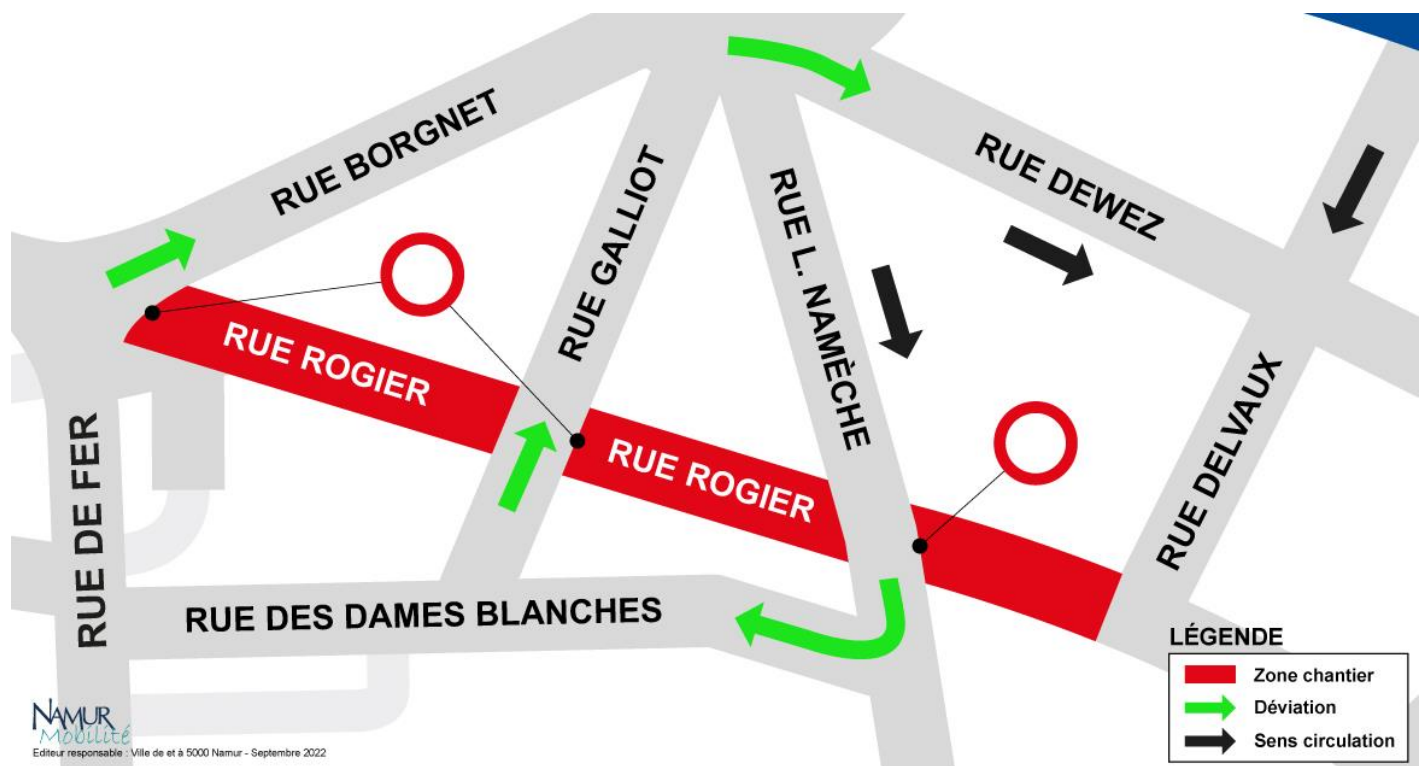 RUE BORGNET
RUE GALLIOT
RUE L. NAMÈCHE
RUE DEWEZ
RUE ROGIER
RUE ROGIER
RUE DELVAUX
RUE DE FER
RUE DES DAMES BLANCHES
LÉGENDE
Zone chantier
Déviation
Sens circulation
NAMUR
Mobilité
Editeur responsable : Ville de et à 5000 Namur - Septembre 2022